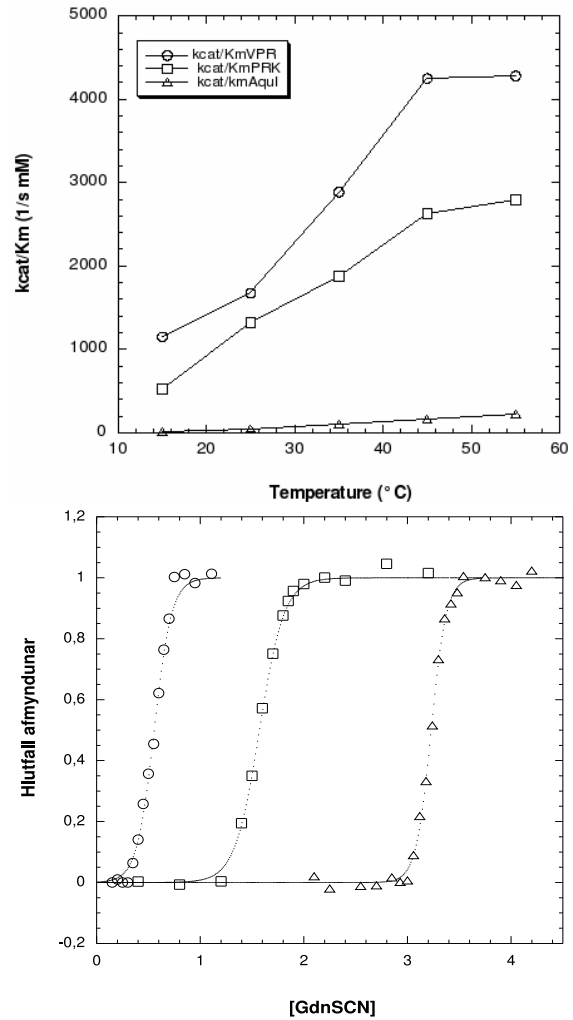 kcat/KmVPR
kcat/KmPRK
kcat/kmAquI
5000
4000
3000
2000
1000
0
kcat/Km (1/s mM)
10 20 30 40 50 60
Temperature (°C)
1,2
1
0,8
0,6
0,4
0,2
0
-0,2
Hlutfall afmyndunar
0 1 2 3 4
[GdnSCN]